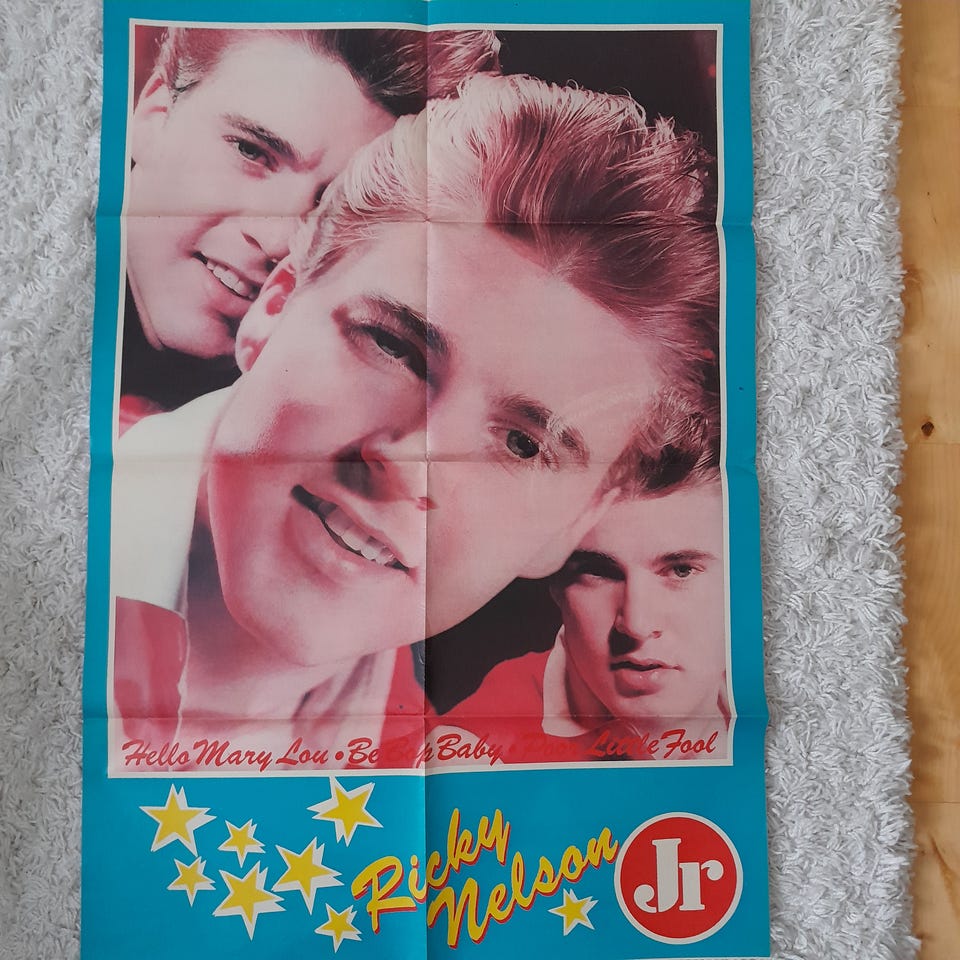 Hello Mary Lou • Be Bop Baby • Poor Little Fool
Ricky
Nelson
Jr